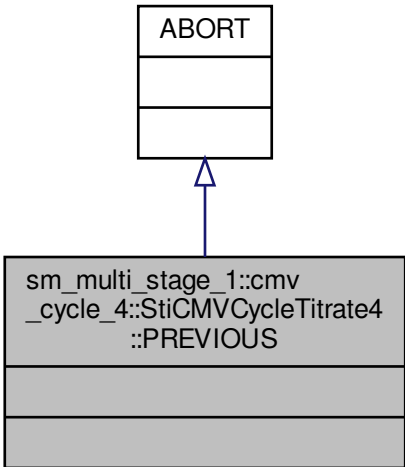 ABORT
sm_multi_stage_1::cmv
_cycle_4::StiCMVCycleTitrate4
::PREVIOUS